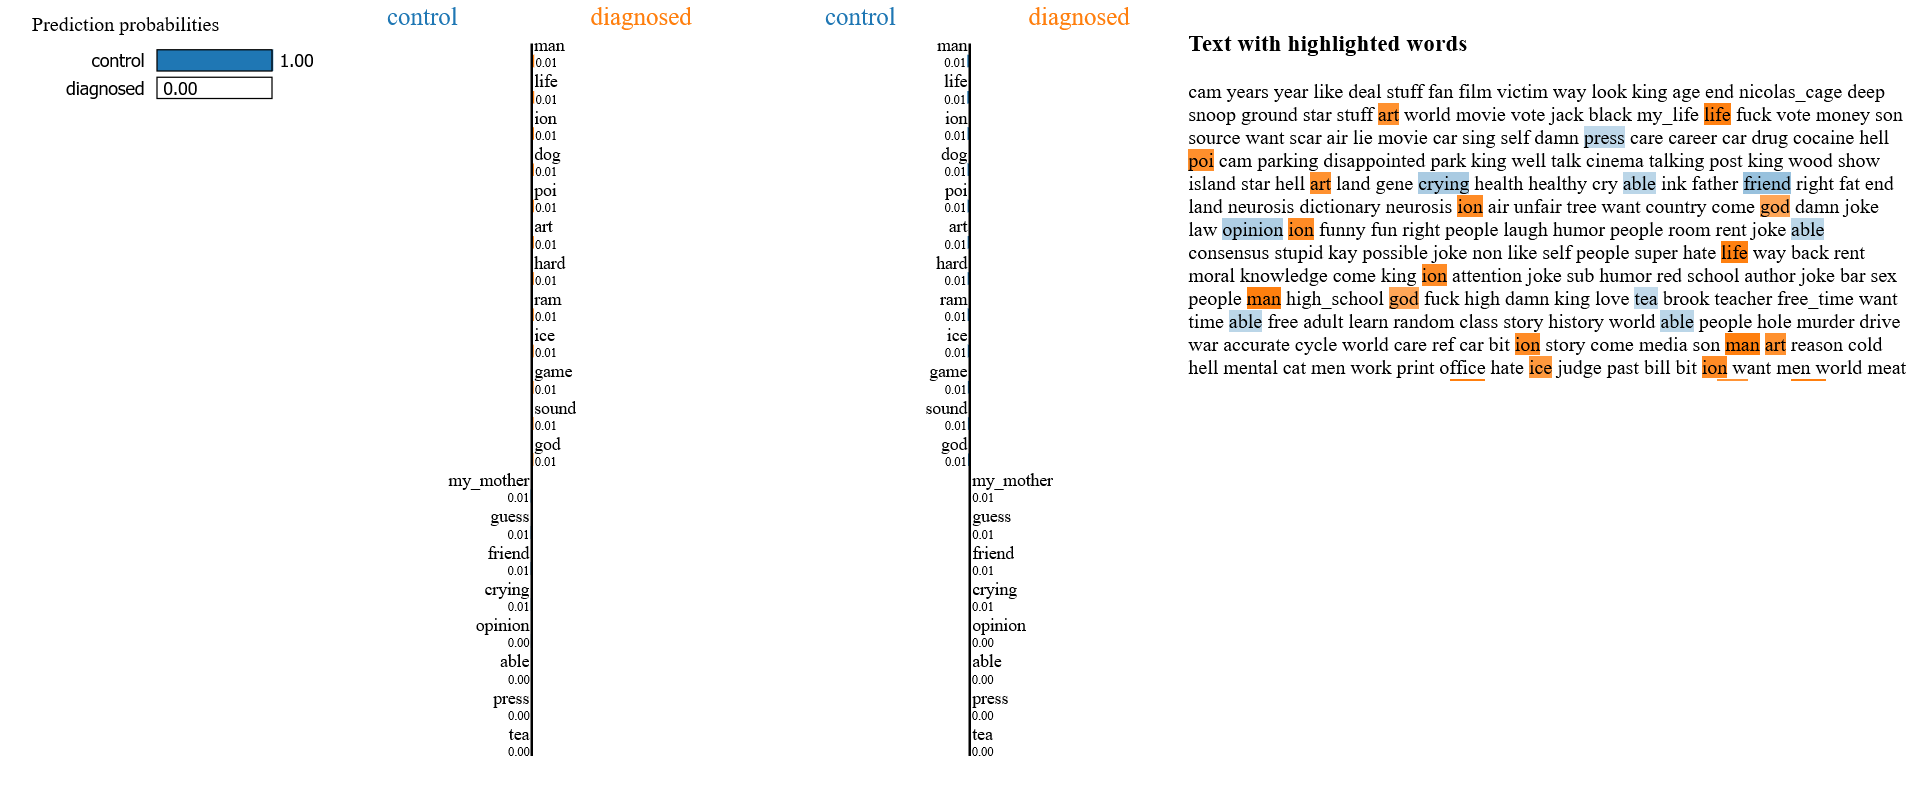 Prediction probabilities
control 1.00
diagnosed 0.00
control diagnosed
man
0.01
life
0.01
ion
0.01
dog
0.01
poi
0.01
art
0.01
hard
0.01
ram
0.01
ice
0.01
game
0.01
sound
0.01
god
0.01
my_mother
0.01
guess
0.01
friend
0.01
crying
0.01
opinion
0.00
able
0.00
press
0.00
tea
0.00
control diagnosed
man
0.01
life
0.01
ion
0.01
dog
0.01
poi
0.01
art
0.01
hard
0.01
ram
0.01
ice
0.01
game
0.01
sound
0.01
god
0.01
my_mother
0.01
guess
0.01
friend
0.01
crying
0.01
opinion
0.00
able
0.00
press
0.00
tea
0.00
Text with highlighted words
cam years year like deal stuff fan film victim way look king age end nicolas_cage deep
snoop ground star stuff art world movie vote jack black my_life life fuck vote money son
source want scar air lie movie car sing self damn press care career car drug cocaine hell
poi cam parking disappointed park king well talk cinema talking post king wood show
island star hell art land gene crying health healthy cry able ink father friend right fat end
land neurosis dictionary neurosis ion air unfair tree want country come god damn joke
law opinion ion funny fun right people laugh humor people room rent joke able
consensus stupid kay possible joke non like self people super hate life way back rent
moral knowledge come king ion attention joke sub humor red school author joke bar sex
people man high_school god fuck high damn king love tea brook teacher free_time want
time able free adult learn random class story history world able people hole murder drive
war accurate cycle world care ref car bit ion story come media son man art reason cold
hell mental cat men work print office hate ice judge past bill bit ion want men world meat